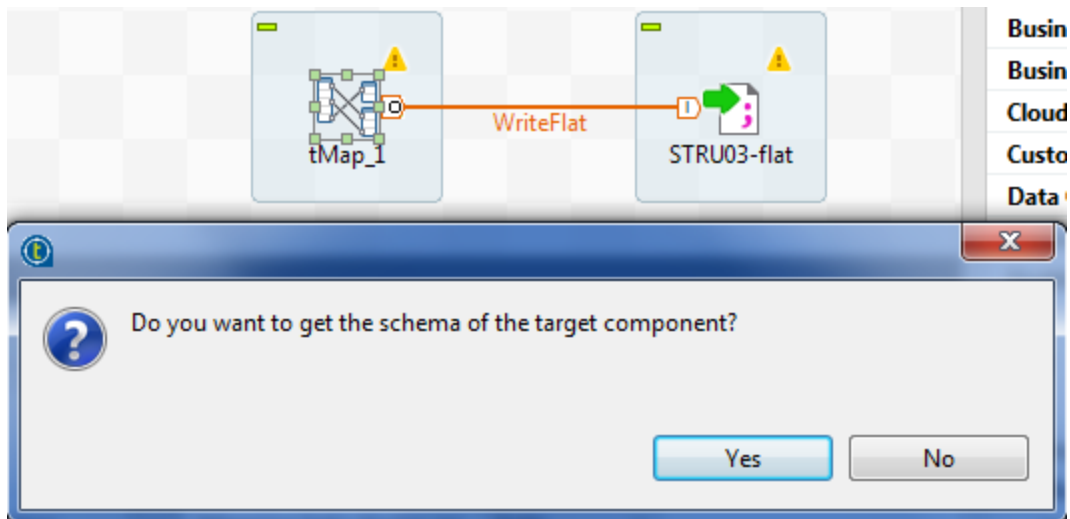 Busin
Busin
Cloud
Custo
Data
WriteFlat
tMap_1
STRU03-flat
Do you want to get the schema of the target component?
Yes
No